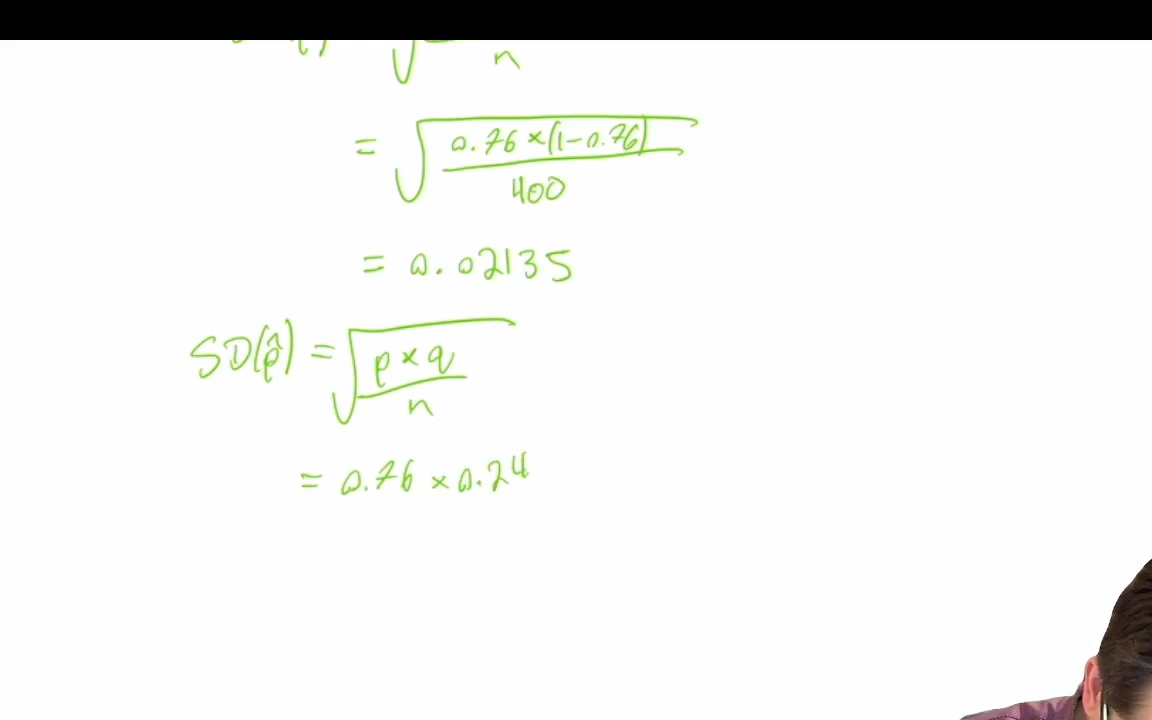 n
= √ 0.76 × (1-0.76)
400
= 0.02135
SD(p̂) = √ p × q
n
= 0.76 × 0.24